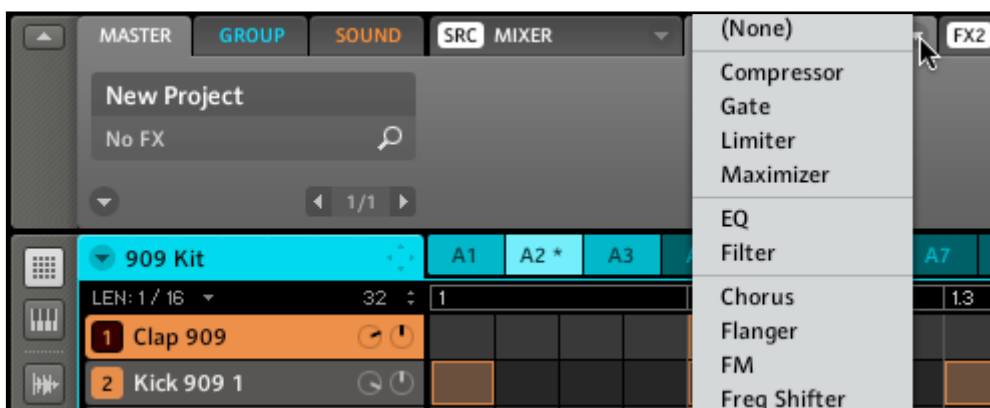 MASTER GROUP SOUND SRC MIXER (None) FX2
New Project
No FX
1/1
Compressor
Gate
Limiter
Maximizer
EQ
Filter
Chorus
Flanger
FM
Freq Shifter
909 Kit A1 A2 * A3 A7
LEN: 1 / 16 32 1 1.3
1 Clap 909
2 Kick 909 1